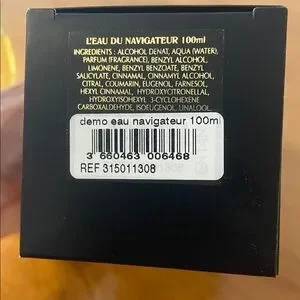 L'EAU DU NAVIGATEUR 100ml
INGREDIENTS : ALCOHOL DENAT, AQUA (WATER),
PARFUM (FRAGRANCE), BENZYL ALCOHOL,
LIMONENE, BENZYL BENZOATE, BENZYL
SALICYLATE, CINNAMAL, CINNAMYL ALCOHOL,
CITRAL, COUMARIN, EUGENOL, FARNESOL,
HEXYL CINNAMAL, HYDROXYCITRONELLAL,
HYDROXYISOHEXYL 3-CYCLOHEXENE
CARBOXALDEHYDE, ISOEUGENOL, LINALOOL
demo eau navigateur 100ml
3 660463 006468
REF 315011308